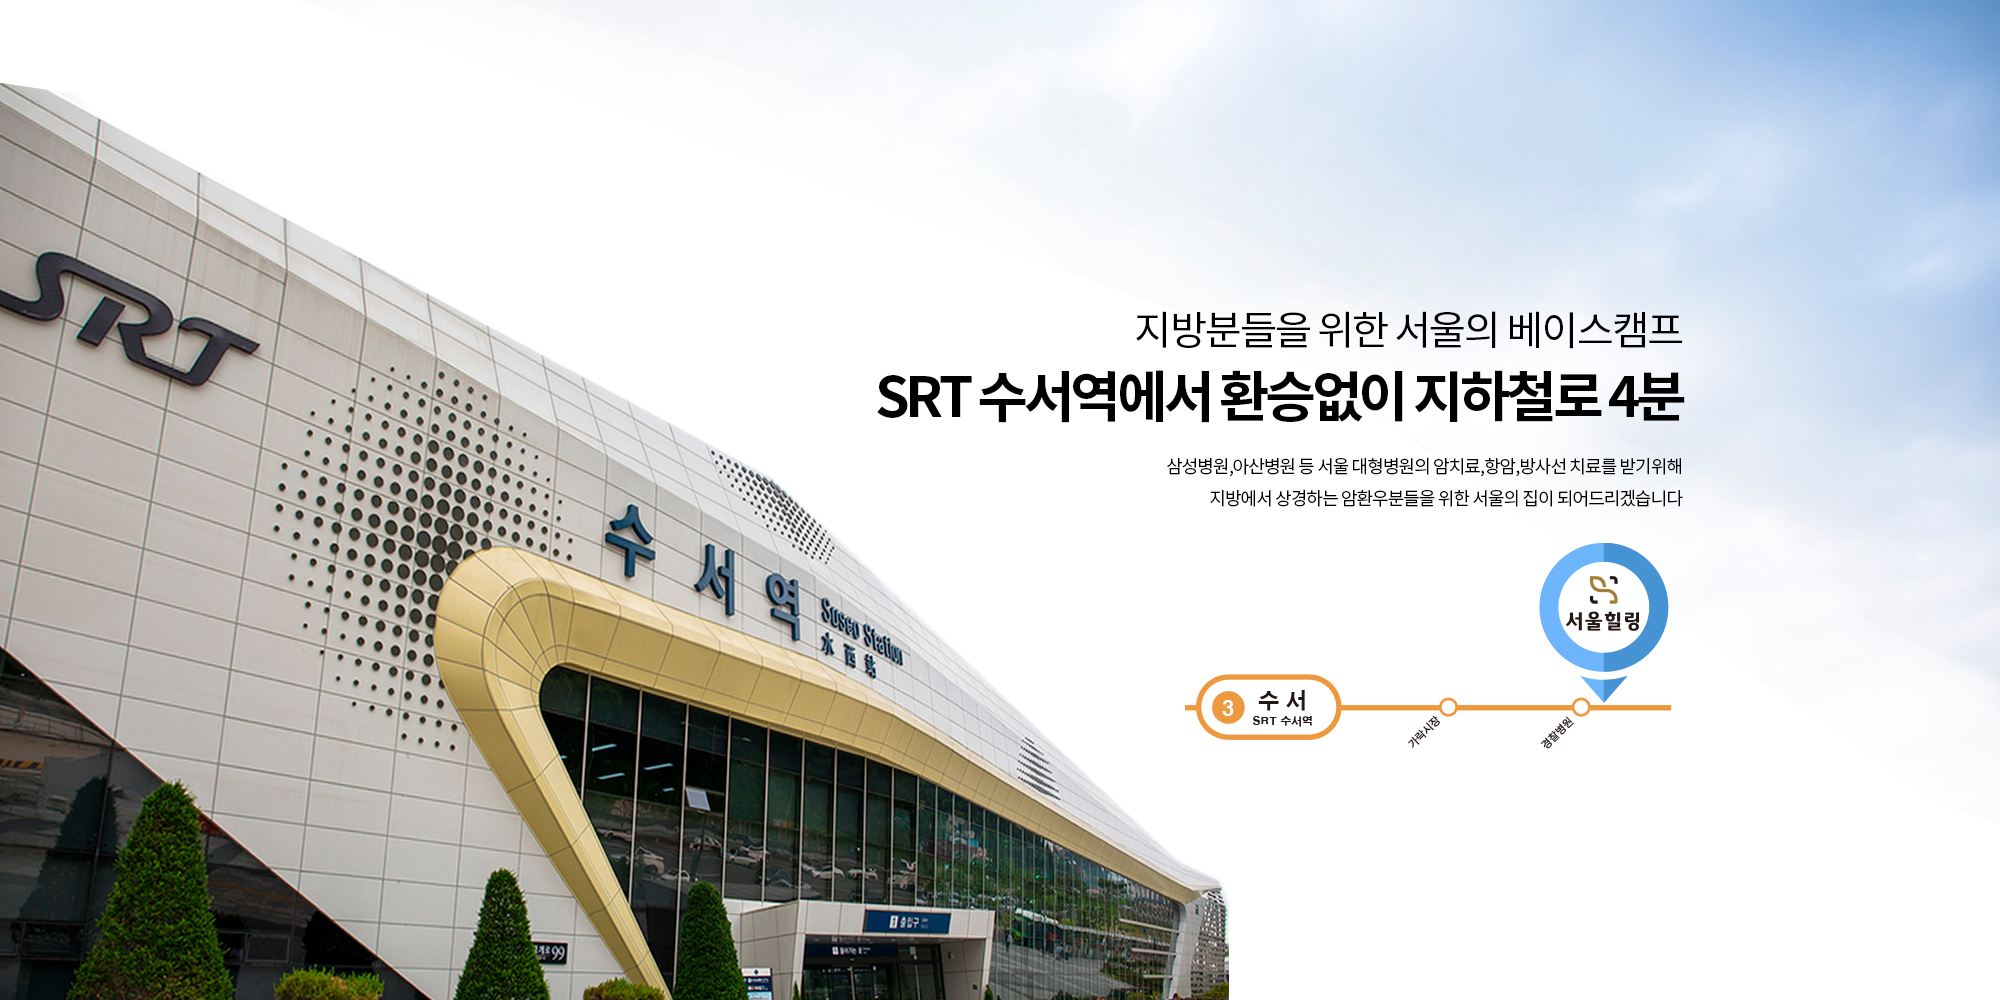 지방분들을 위한 서울의 베이스캠프
SRT 수서역에서 환승없이 지하철로 4분
삼성병원,아산병원 등 서울 대형병원의 암치료,항암,방사선 치료를 받기위해
지방에서 상경하는 암환우분들을 위한 서울의 집이 되어드리겠습니다
SRT
수서역
Suseo Station
水西站
서울힐링
3 수서
SRT 수서역
가락시장
경찰병원
1 출입구
99